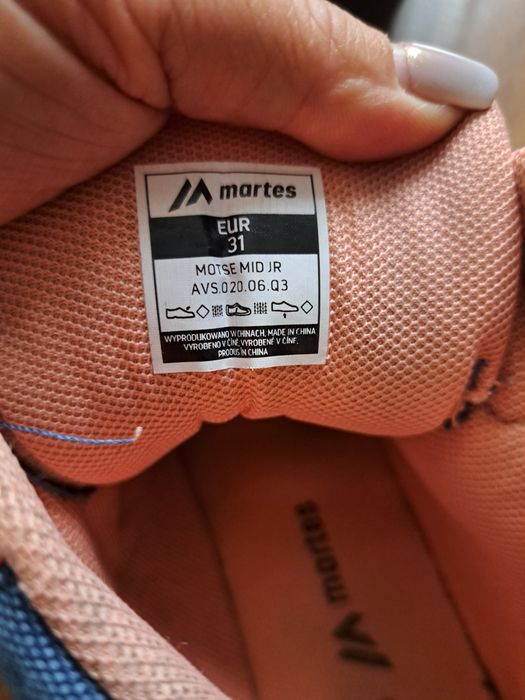 martes
EUR
31
MOTSE MID JR
AVS.020.06.Q3
WYPRODUKOWANO W CHINACH, MADE IN CHINA
VYROBENO V ČÍNĚ, VYROBENÉ V ČÍNE,
PRODUS IN CHINA
martes